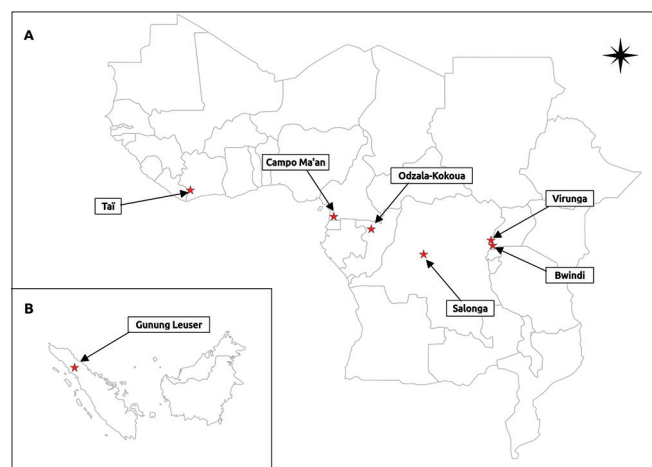 A
Campo Ma'an
Odzala-Kokoua
Taï
Virunga
Bwindi
Salonga
B
Gunung Leuser